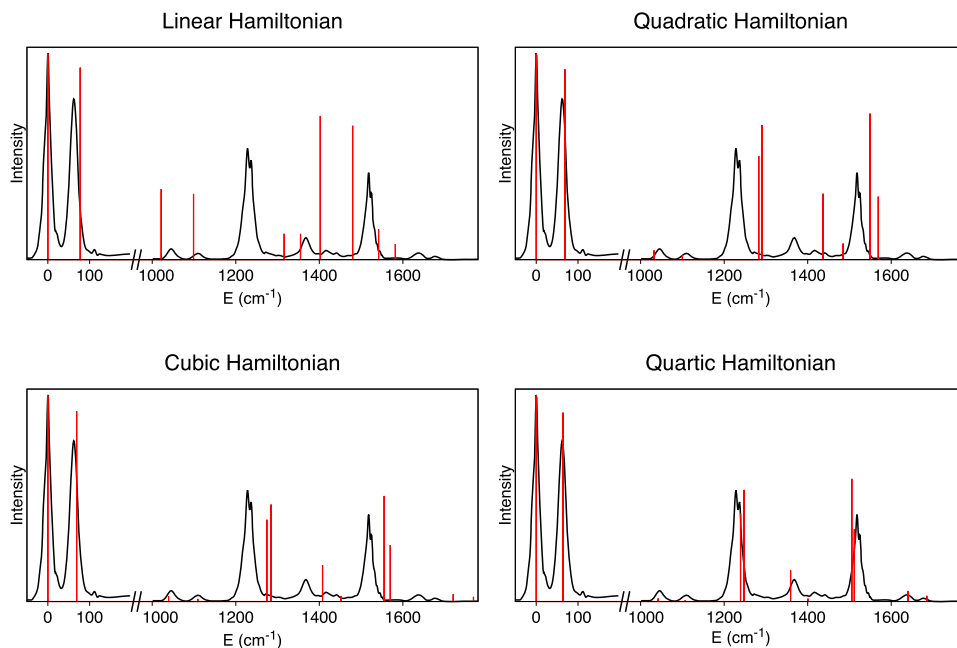 Linear Hamiltonian
Intensity
0 100 1000 1200 1400 1600
E (cm-1)
Quadratic Hamiltonian
Intensity
0 100 1000 1200 1400 1600
E (cm-1)
Cubic Hamiltonian
Intensity
0 100 1000 1200 1400 1600
E (cm-1)
Quartic Hamiltonian
Intensity
0 100 1000 1200 1400 1600
E (cm-1)